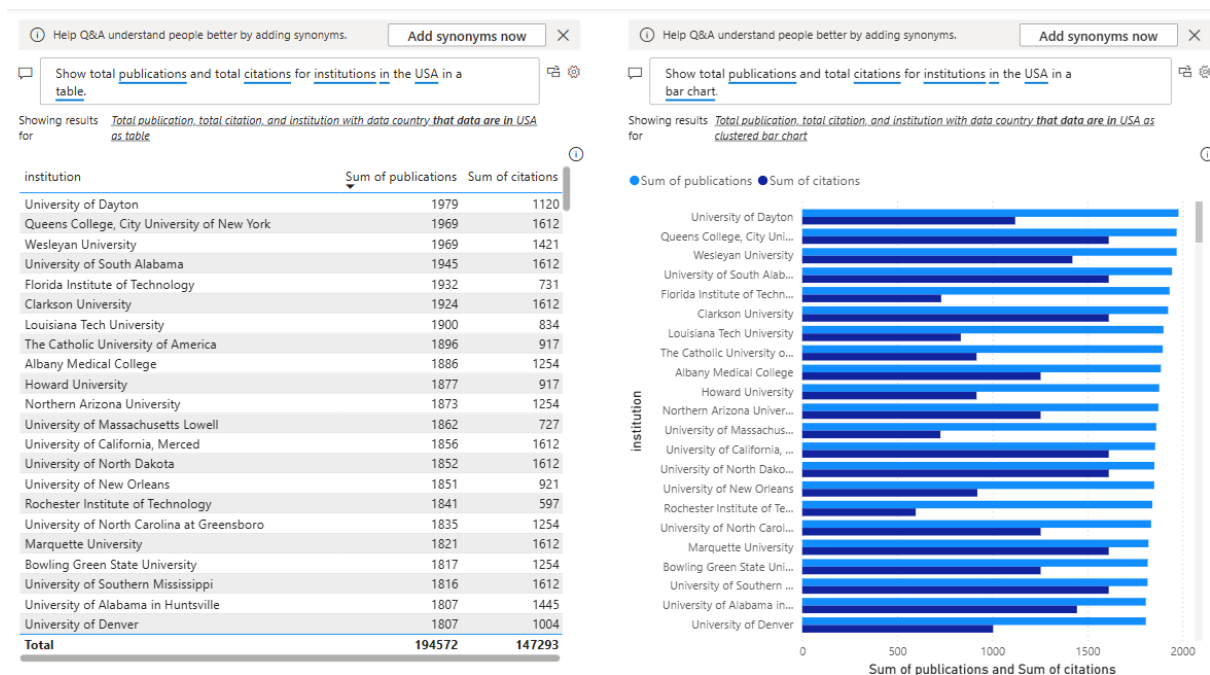 Help Q&A understand people better by adding synonyms.
Add synonyms now
Show total publications and total citations for institutions in the USA in a
table.
Showing results Total publication, total citation, and institution with data country that data are in USA
for as table
institution Sum of publications Sum of citations
University of Dayton 1979 1120
Queens College, City University of New York 1969 1612
Wesleyan University 1969 1421
University of South Alabama 1945 1612
Florida Institute of Technology 1932 731
Clarkson University 1924 1612
Louisiana Tech University 1900 834
The Catholic University of America 1896 917
Albany Medical College 1886 1254
Howard University 1877 917
Northern Arizona University 1873 1254
University of Massachusetts Lowell 1862 727
University of California, Merced 1856 1612
University of North Dakota 1852 1612
University of New Orleans 1851 921
Rochester Institute of Technology 1841 597
University of North Carolina at Greensboro 1835 1254
Marquette University 1821 1612
Bowling Green State University 1817 1254
University of Southern Mississippi 1816 1612
University of Alabama in Huntsville 1807 1445
University of Denver 1807 1004
Total 194572 147293
Help Q&A understand people better by adding synonyms.
Add synonyms now
Show total publications and total citations for institutions in the USA in a
bar chart.
Showing results Total publication, total citation, and institution with data country that data are in USA as
for clustered bar chart
Sum of publications Sum of citations
institution
University of Dayton
Queens College, City Uni...
Wesleyan University
University of South Alab...
Florida Institute of Techn...
Clarkson University
Louisiana Tech University
The Catholic University o...
Albany Medical College
Howard University
Northern Arizona Univer...
University of Massachus...
University of California, ...
University of North Dako...
University of New Orleans
Rochester Institute of Te...
University of North Carol...
Marquette University
Bowling Green State Uni...
University of Southern ...
University of Alabama in...
University of Denver
0 500 1000 1500 2000
Sum of publications and Sum of citations